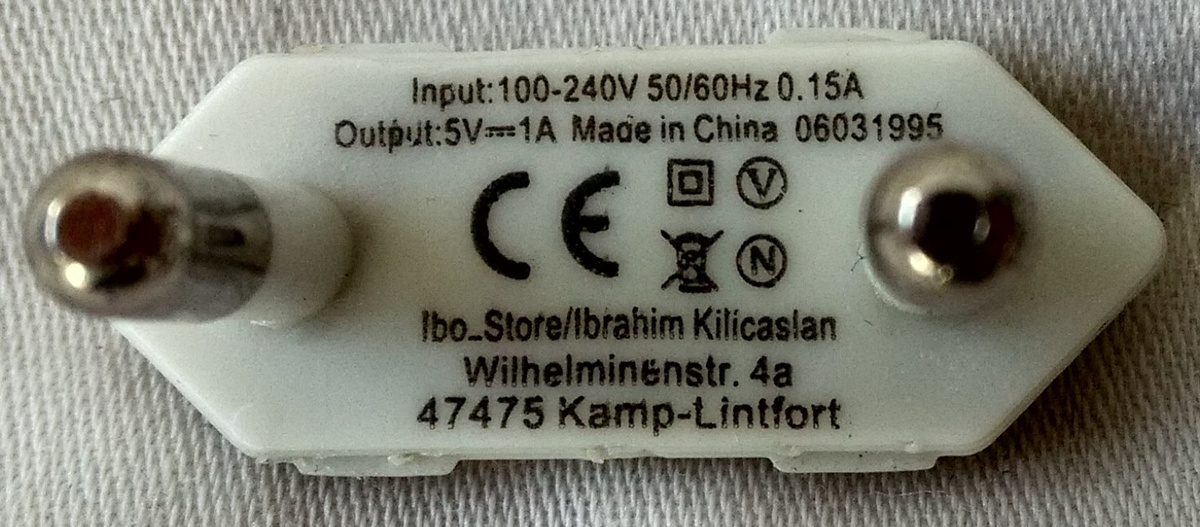 Input:100-240V 50/60Hz 0.15A
Output:5V⎓1A Made in China 06031995
CE
V
N
Ibo_Store/Ibrahim Kilicaslan
Wilhelminenstr. 4a
47475 Kamp-Lintfort